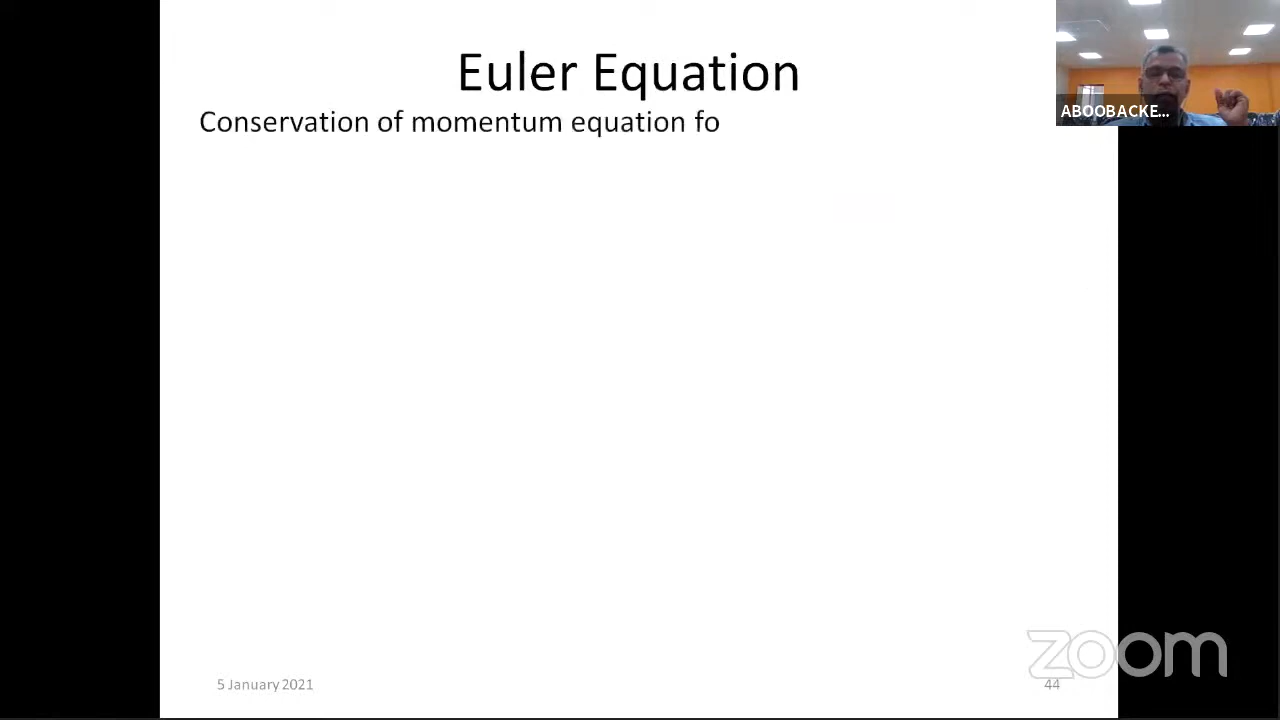 Euler Equation
Conservation of momentum equation fo
ABOOBACKE...
zoom
5 January 2021
44